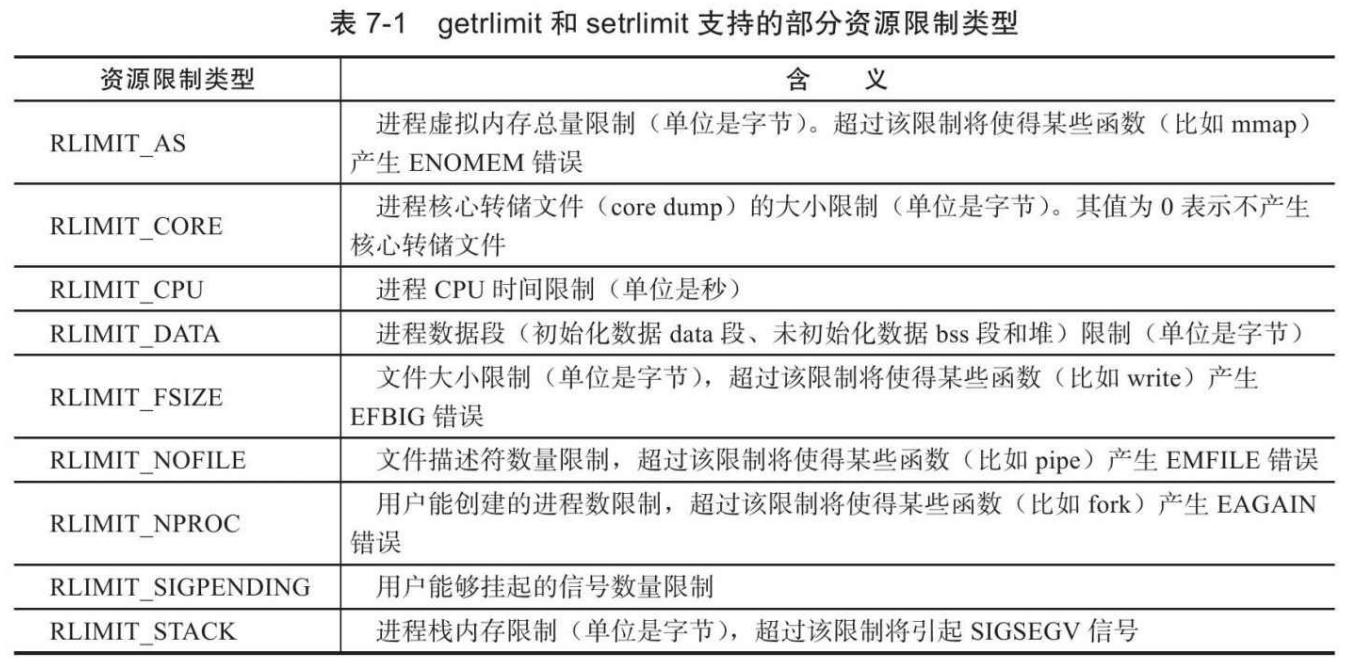 表 7-1 getrlimit 和 setrlimit 支持的部分资源限制类型
资源限制类型 含 义
RLIMIT_AS 进程虚拟内存总量限制（单位是字节）。超过该限制将使得某些函数（比如 mmap）
产生 ENOMEM 错误
RLIMIT_CORE 进程核心转储文件（core dump）的大小限制（单位是字节）。其值为 0 表示不产生
核心转储文件
RLIMIT_CPU 进程 CPU 时间限制（单位是秒）
RLIMIT_DATA 进程数据段（初始化数据 data 段、未初始化数据 bss 段和堆）限制（单位是字节）
RLIMIT_FSIZE 文件大小限制（单位是字节），超过该限制将使得某些函数（比如 write）产生
EFBIG 错误
RLIMIT_NOFILE 文件描述符数量限制，超过该限制将使得某些函数（比如 pipe）产生 EMFILE 错误
RLIMIT_NPROC 用户能创建的进程数限制，超过该限制将使得某些函数（比如 fork）产生 EAGAIN
错误
RLIMIT_SIGPENDING 用户能够挂起的信号数量限制
RLIMIT_STACK 进程栈内存限制（单位是字节），超过该限制将引起 SIGSEGV 信号